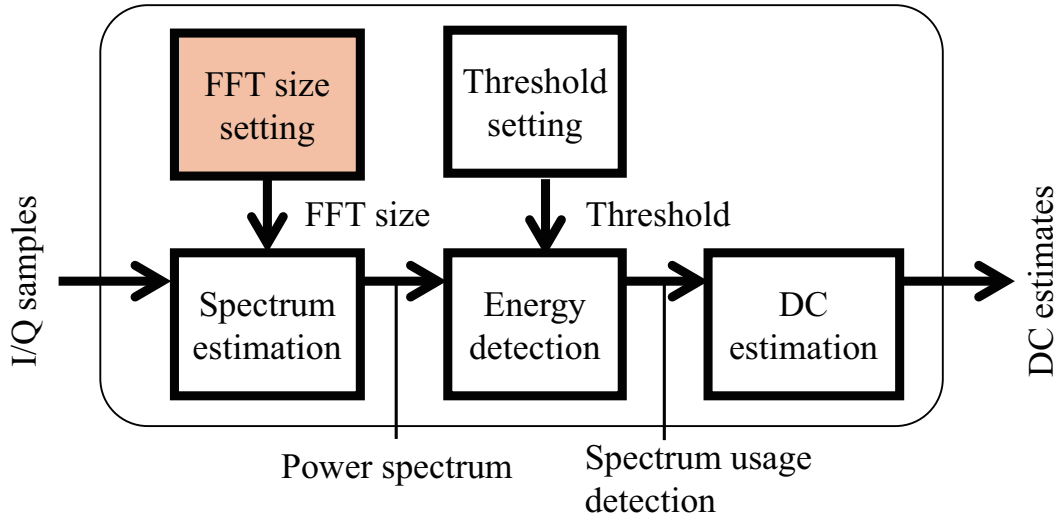 FFT size
setting
Threshold
setting
FFT size
Threshold
I/Q samples
Spectrum
estimation
Energy
detection
DC
estimation
DC estimates
Power spectrum
Spectrum usage
detection